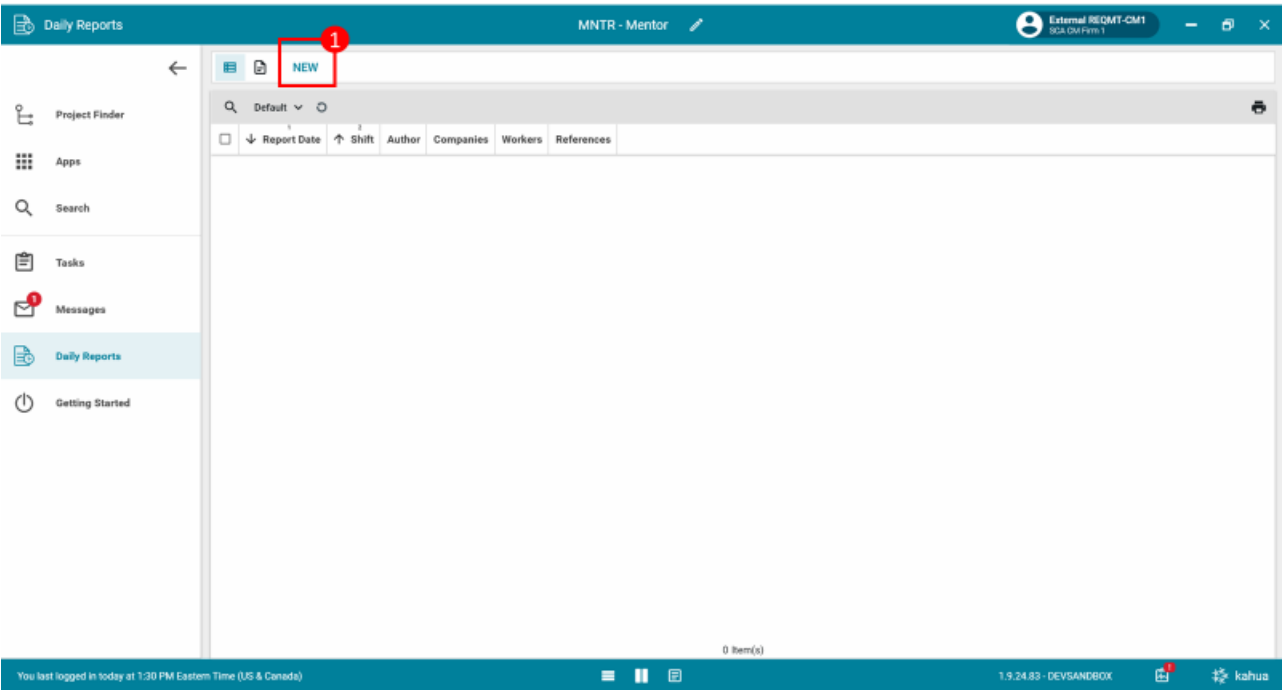 Daily Reports
MNTR - Mentor
External REQMT-CM1
SCA CM Firm 1
1
NEW
Default
1
2
Report Date
Shift
Author
Companies
Workers
References
Project Finder
Apps
Search
Tasks
1
Messages
Daily Reports
Getting Started
0 Item(s)
You last logged in today at 1:30 PM Eastern Time (US & Canada)
1.9.24.83 - DEVSANDBOX
1
kahua